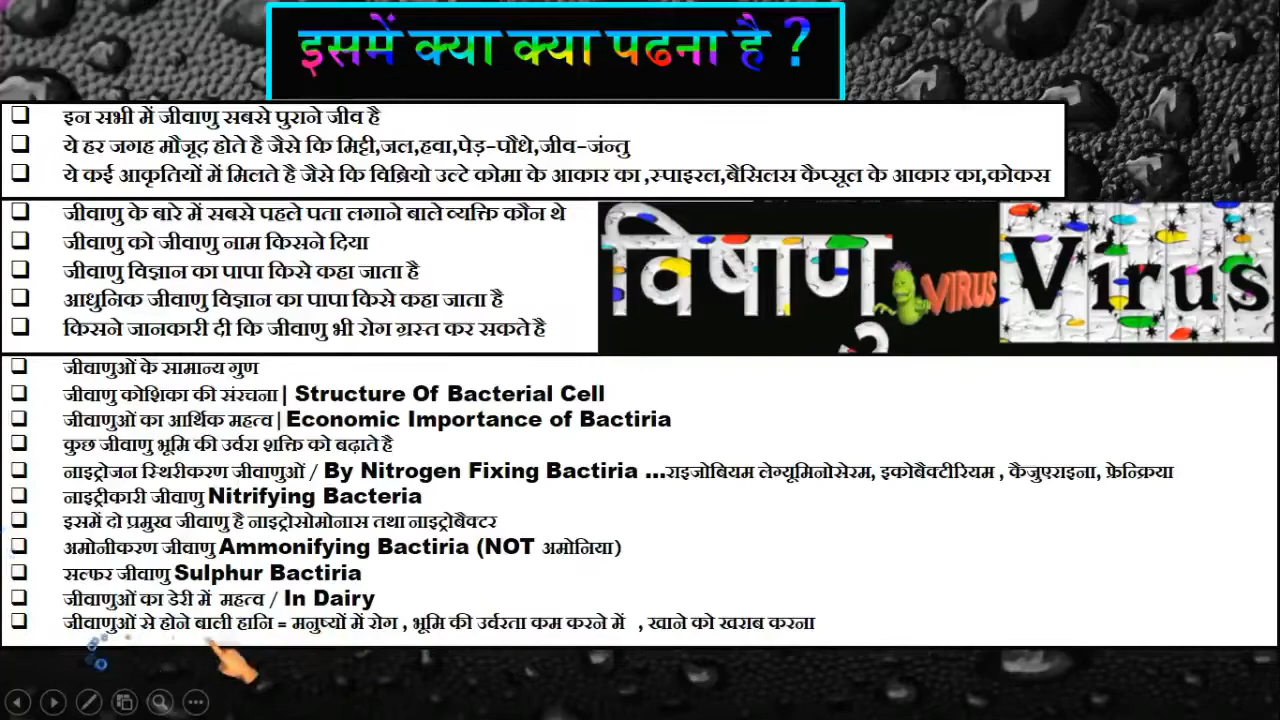 इसमें क्या क्या पढना है ?
इन सभी में जीवाणु सबसे पुराने जीव है
ये हर जगह मौजूद होते है जैसे कि मिट्टी,जल,हवा,पेड़-पौधे,जीव-जंन्तु
ये कई आकृतियों में मिलते है जैसे कि विब्रियो उल्टे कोमा के आकार का ,स्पाइरल,बैसिलस कैप्सूल के आकार का,कोकस
जीवाणु के बारे में सबसे पहले पता लगाने बाले व्यक्ति कौन थे
जीवाणु को जीवाणु नाम किसने दिया
जीवाणु विज्ञान का पापा किसे कहा जाता है
आधुनिक जीवाणु विज्ञान का पापा किसे कहा जाता है
किसने जानकारी दी कि जीवाणु भी रोग ग्रस्त कर सकते है
विषाणु
VIRUS
Virus
जीवाणुओं के सामान्य गुण
जीवाणु कोशिका की संरचना| Structure Of Bacterial Cell
जीवाणुओं का आर्थिक महत्व| Economic Importance of Bactiria
कुछ जीवाणु भूमि की उर्वरा शक्ति को बढ़ाते है
नाइट्रोजन स्थिरीकरण जीवाणुओं / By Nitrogen Fixing Bactiria ...राइजोबियम लेग्यूमिनोसेरम, इकोबैक्टीरियम , कैजुएराइना, फ्रेन्क्रिया
नाइट्रीकारी जीवाणु Nitrifying Bacteria
इसमें दो प्रमुख जीवाणु है नाइट्रोसोमोनास तथा नाइट्रोबैक्टर
अमोनीकरण जीवाणु Ammonifying Bactiria (NOT अमोनिया)
सल्फर जीवाणु Sulphur Bactiria
जीवाणुओं का डेरी में महत्व / In Dairy
जीवाणुओं से होने बाली हानि = मनुष्यों में रोग , भूमि की उर्वरता कम करने में , खाने को खराब करना